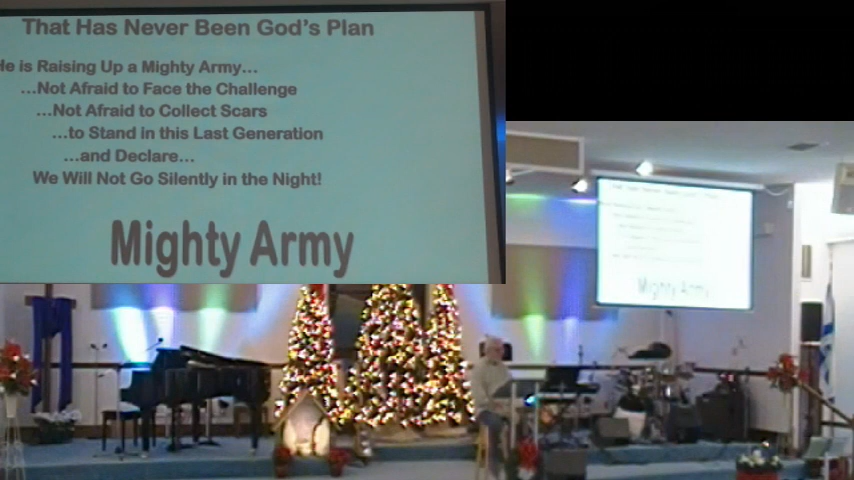 That Has Never Been God's Plan
He is Raising Up a Mighty Army...
...Not Afraid to Face the Challenge
...Not Afraid to Collect Scars
...to Stand in this Last Generation
...and Declare...
We Will Not Go Silently in the Night!
Mighty Army
Mighty Army